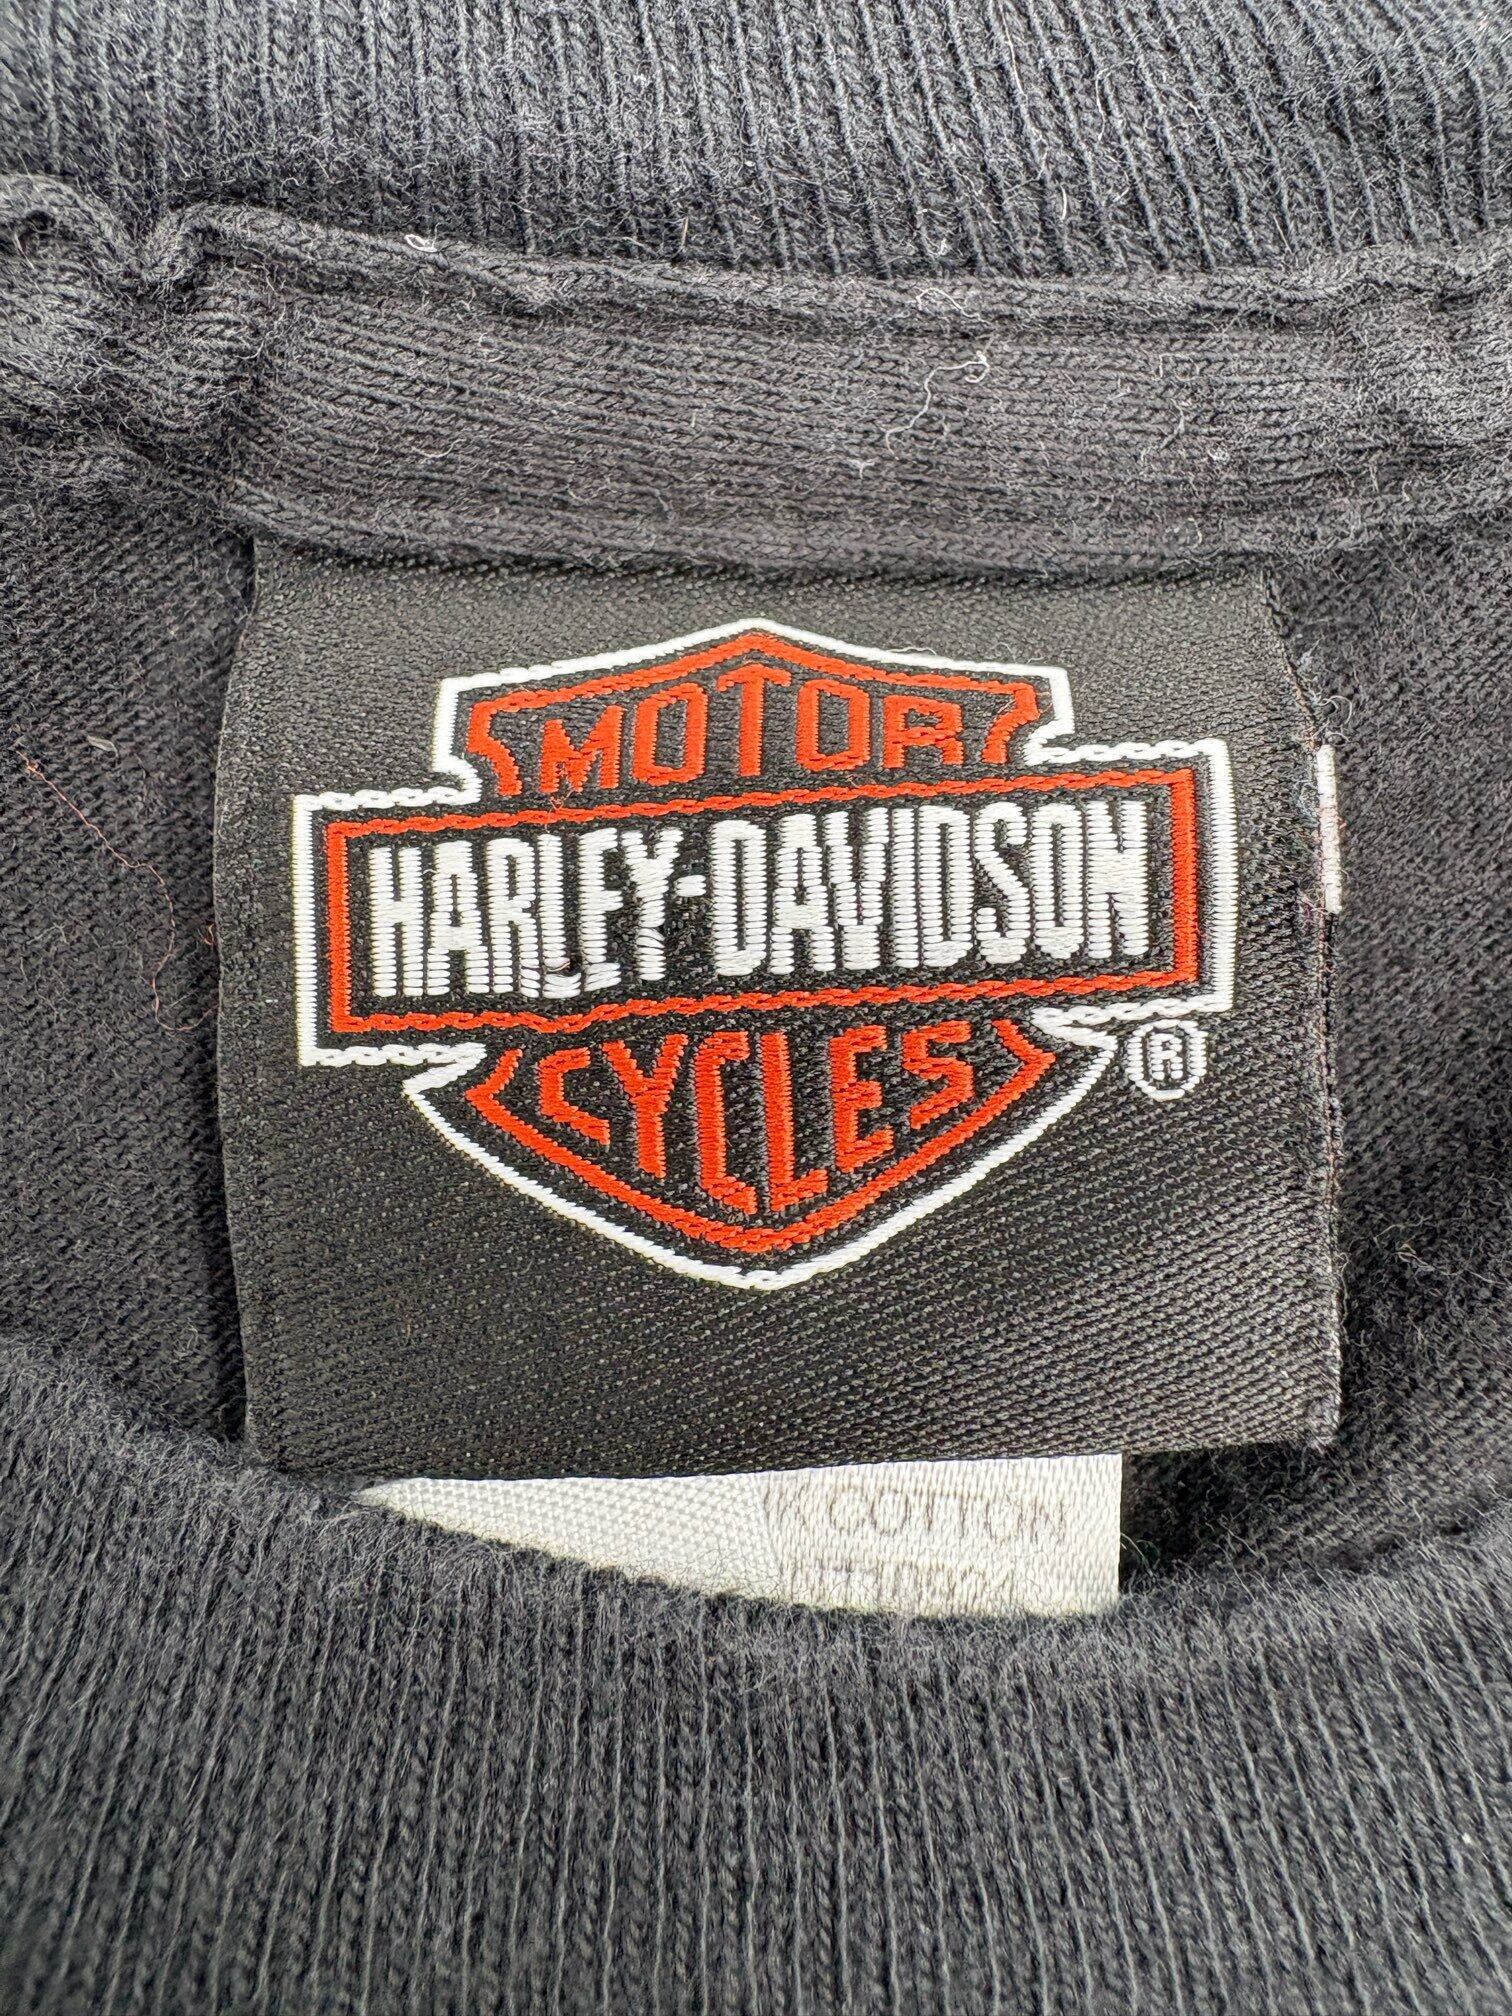 MOTOR
HARLEY-DAVIDSON
CYCLES
®
COTTON